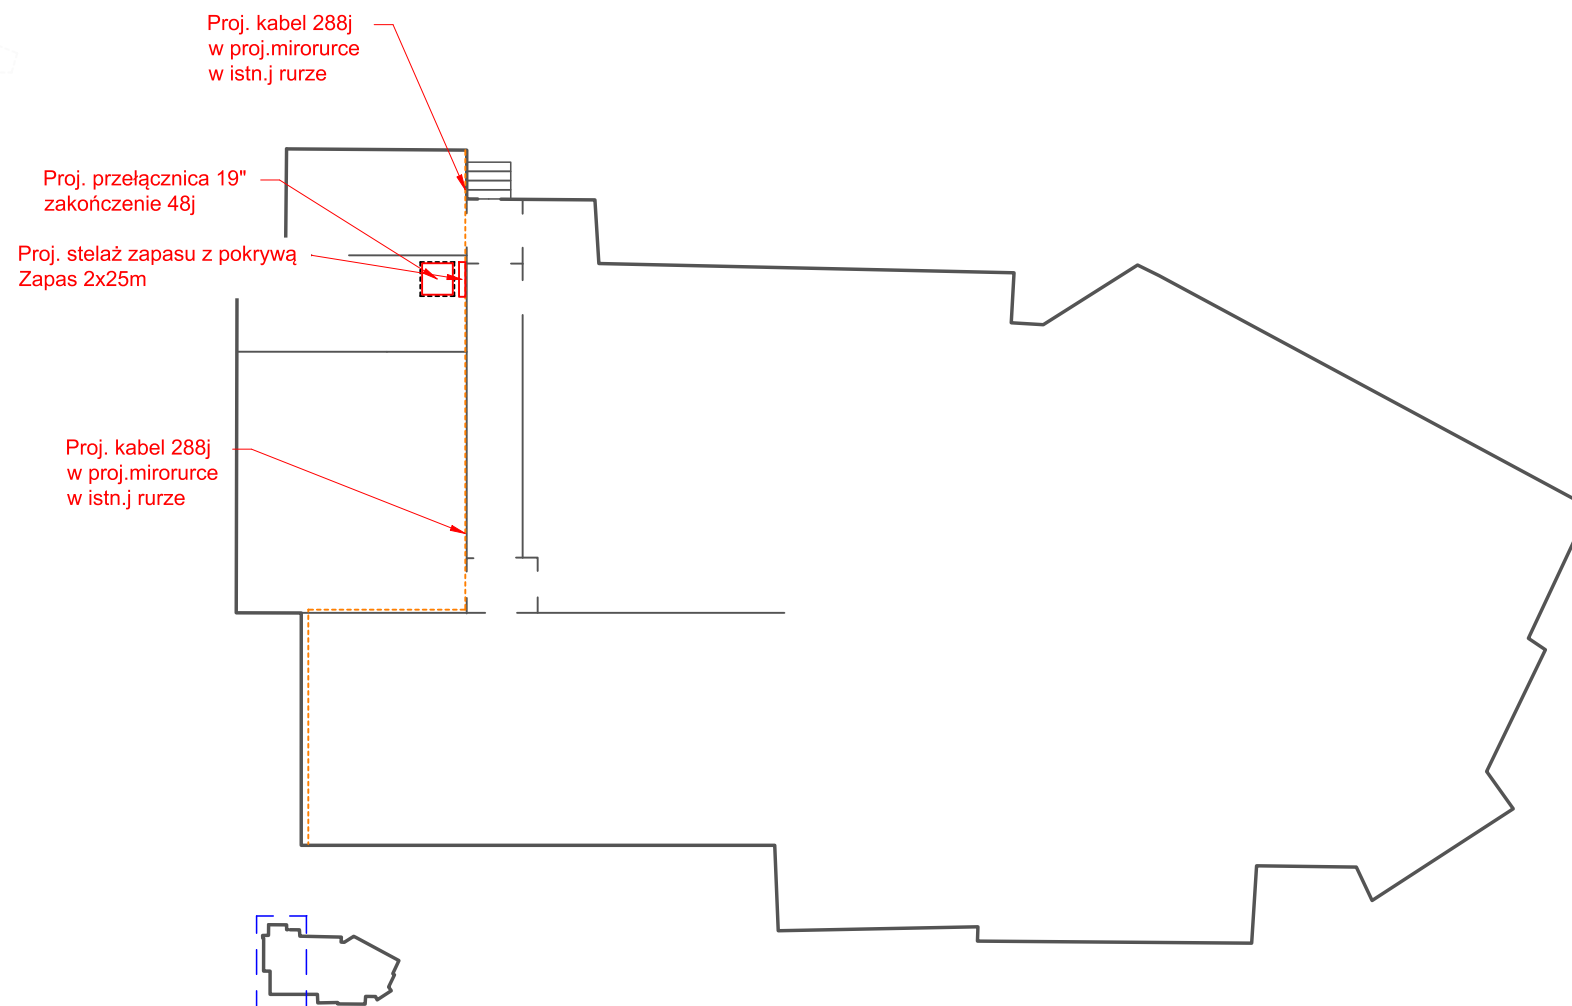 Proj. kabel 288j
w proj.mirorurce
w istn.j rurze
Proj. przełącznica 19"
zakończenie 48j
Proj. stelaż zapasu z pokrywą
Zapas 2x25m
Proj. kabel 288j
w proj.mirorurce
w istn.j rurze